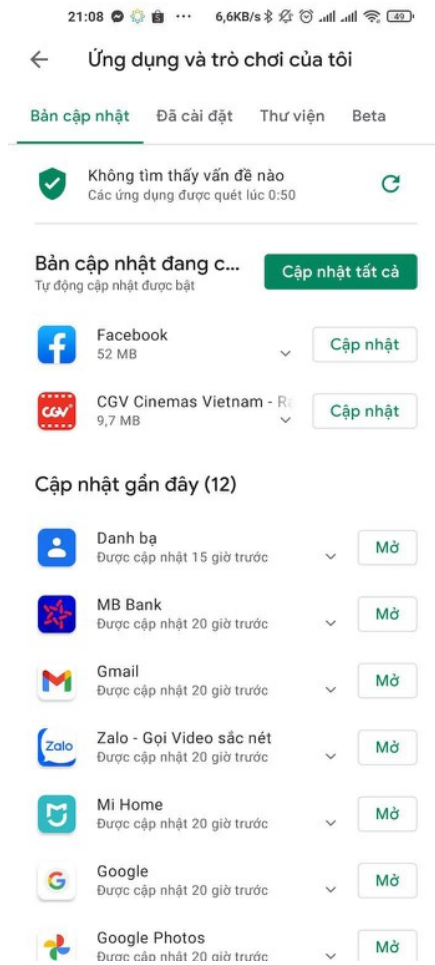 21:08 ... 6,6KB/s 49
Ứng dụng và trò chơi của tôi
Bản cập nhật Đã cài đặt Thư viện Beta
Không tìm thấy vấn đề nào
Các ứng dụng được quét lúc 0:50
Bản cập nhật đang c... Cập nhật tất cả
Tự động cập nhật được bật
Facebook
52 MB
Cập nhật
CGV
CGV Cinemas Vietnam - Ra
9,7 MB
Cập nhật
Cập nhật gần đây (12)
Danh bạ
Được cập nhật 15 giờ trước
Mở
MB Bank
Được cập nhật 20 giờ trước
Mở
Gmail
Được cập nhật 20 giờ trước
Mở
Zalo
Zalo - Gọi Video sắc nét
Được cập nhật 20 giờ trước
Mở
Mi Home
Được cập nhật 20 giờ trước
Mở
Google
Được cập nhật 20 giờ trước
Mở
Google Photos
Được cập nhật 20 giờ trước
Mở